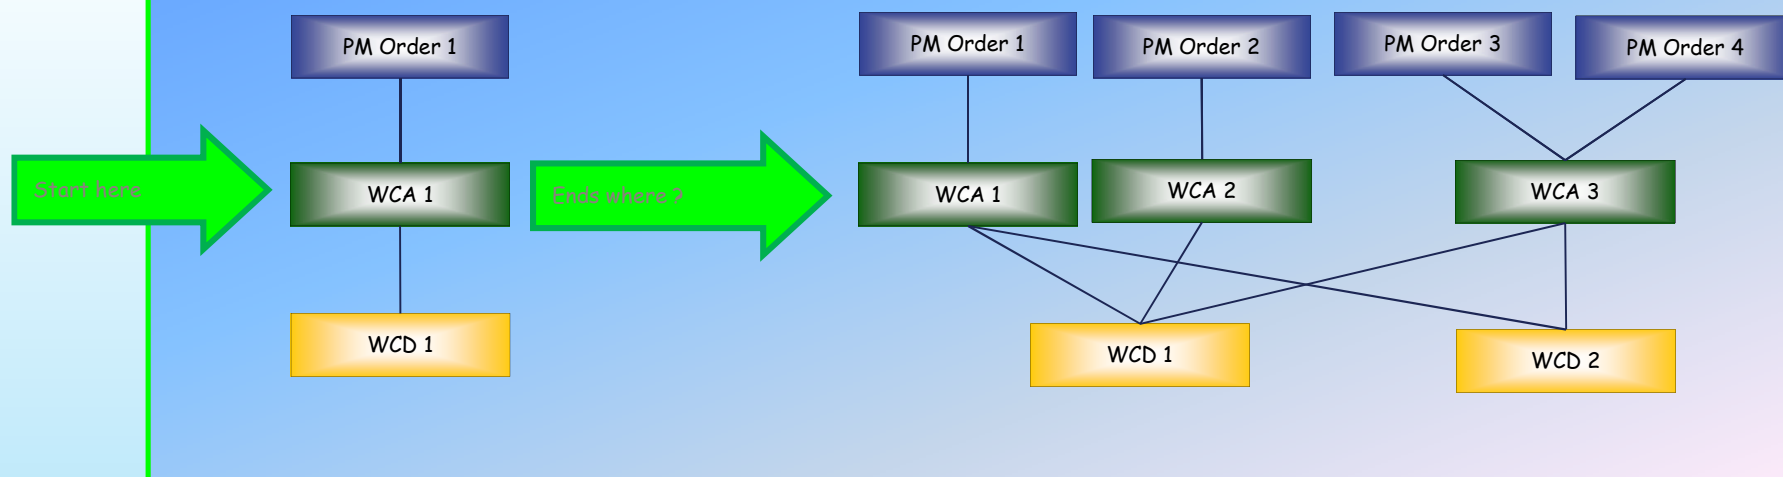 PM Order 1
PM Order 1
PM Order 2
PM Order 3
PM Order 4
Start here
WCA 1
Ends where ?
WCA 1
WCA 2
WCA 3
WCD 1
WCD 1
WCD 2